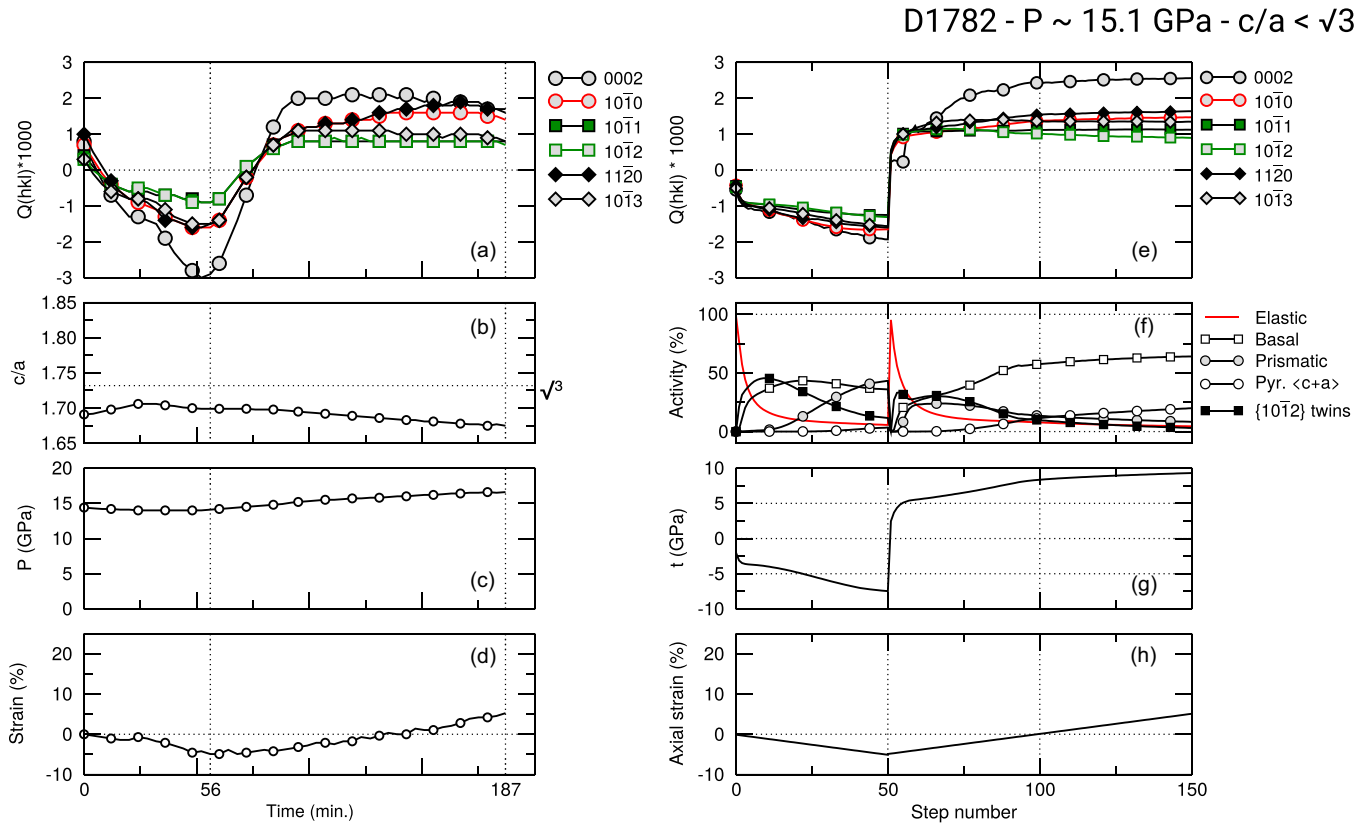 D1782 - P ~ 15.1 GPa - c/a < √3
3
2
1
0
-1
-2
-3
Q(hkl)*1000
(a)
0002
101̅0
101̅1
101̅2
112̅0
101̅3
1.85
1.80
1.75
1.70
1.65
c/a
(b)
√3
20
15
10
5
0
P (GPa)
(c)
20
10
0
-10
Strain (%)
(d)
0
56
187
Time (min.)
3
2
1
0
-1
-2
-3
Q(hkl) * 1000
(e)
0002
101̅0
101̅1
101̅2
112̅0
101̅3
100
50
0
Activity (%)
(f)
Elastic
Basal
Prismatic
Pyr. <c+a>
{101̅2} twins
10
5
0
-5
-10
t (GPa)
(g)
20
10
0
-10
Axial strain (%)
(h)
0
50
100
150
Step number